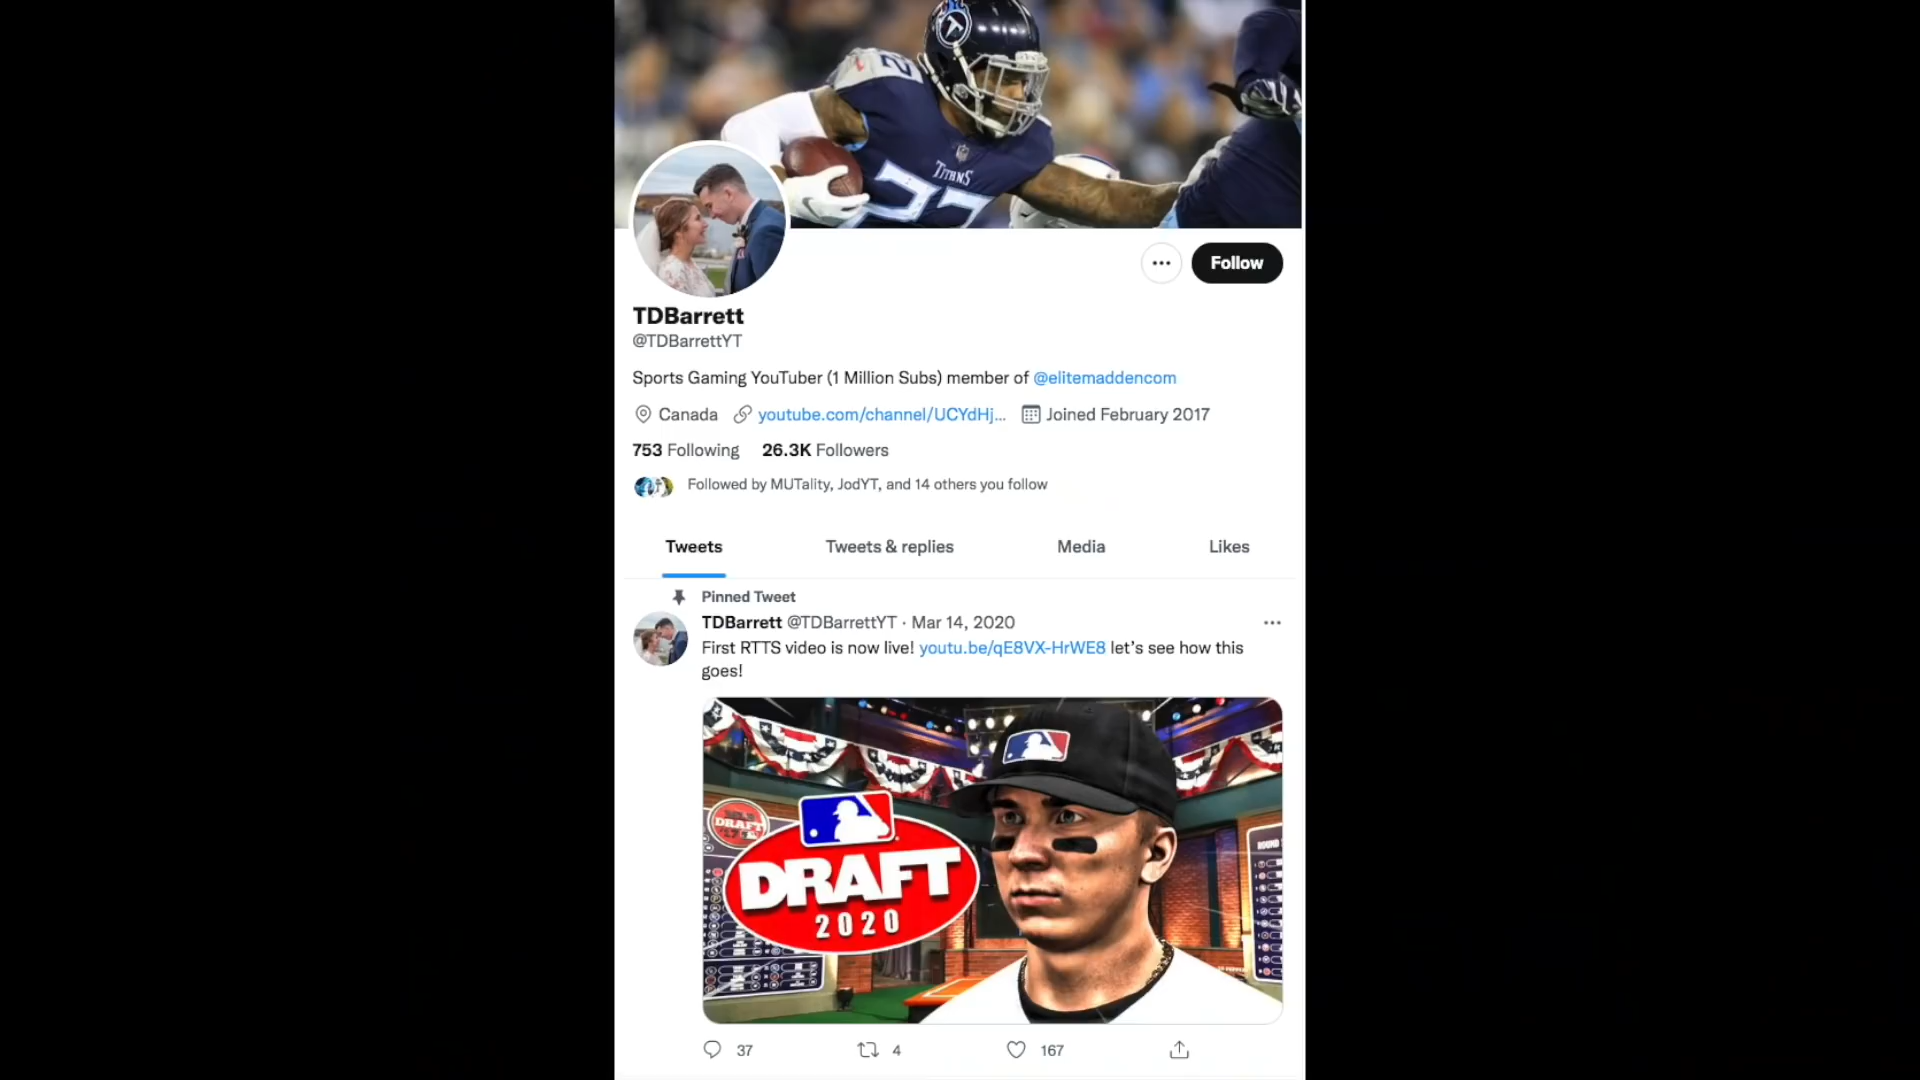 TITANS
22
Follow
TDBarrett
@TDBarrettYT
Sports Gaming YouTuber (1 Million Subs) member of @elitemaddencom
Canada youtube.com/channel/UCYdHj... Joined February 2017
753 Following 26.3K Followers
Followed by MUTality, JodYT, and 14 others you follow
Tweets Tweets & replies Media Likes
Pinned Tweet
TDBarrett @TDBarrettYT · Mar 14, 2020
First RTTS video is now live! youtu.be/qE8VX-HrWE8 let's see how this
goes!
DRAFT
DRAFT
2020
ROUND
37 4 167